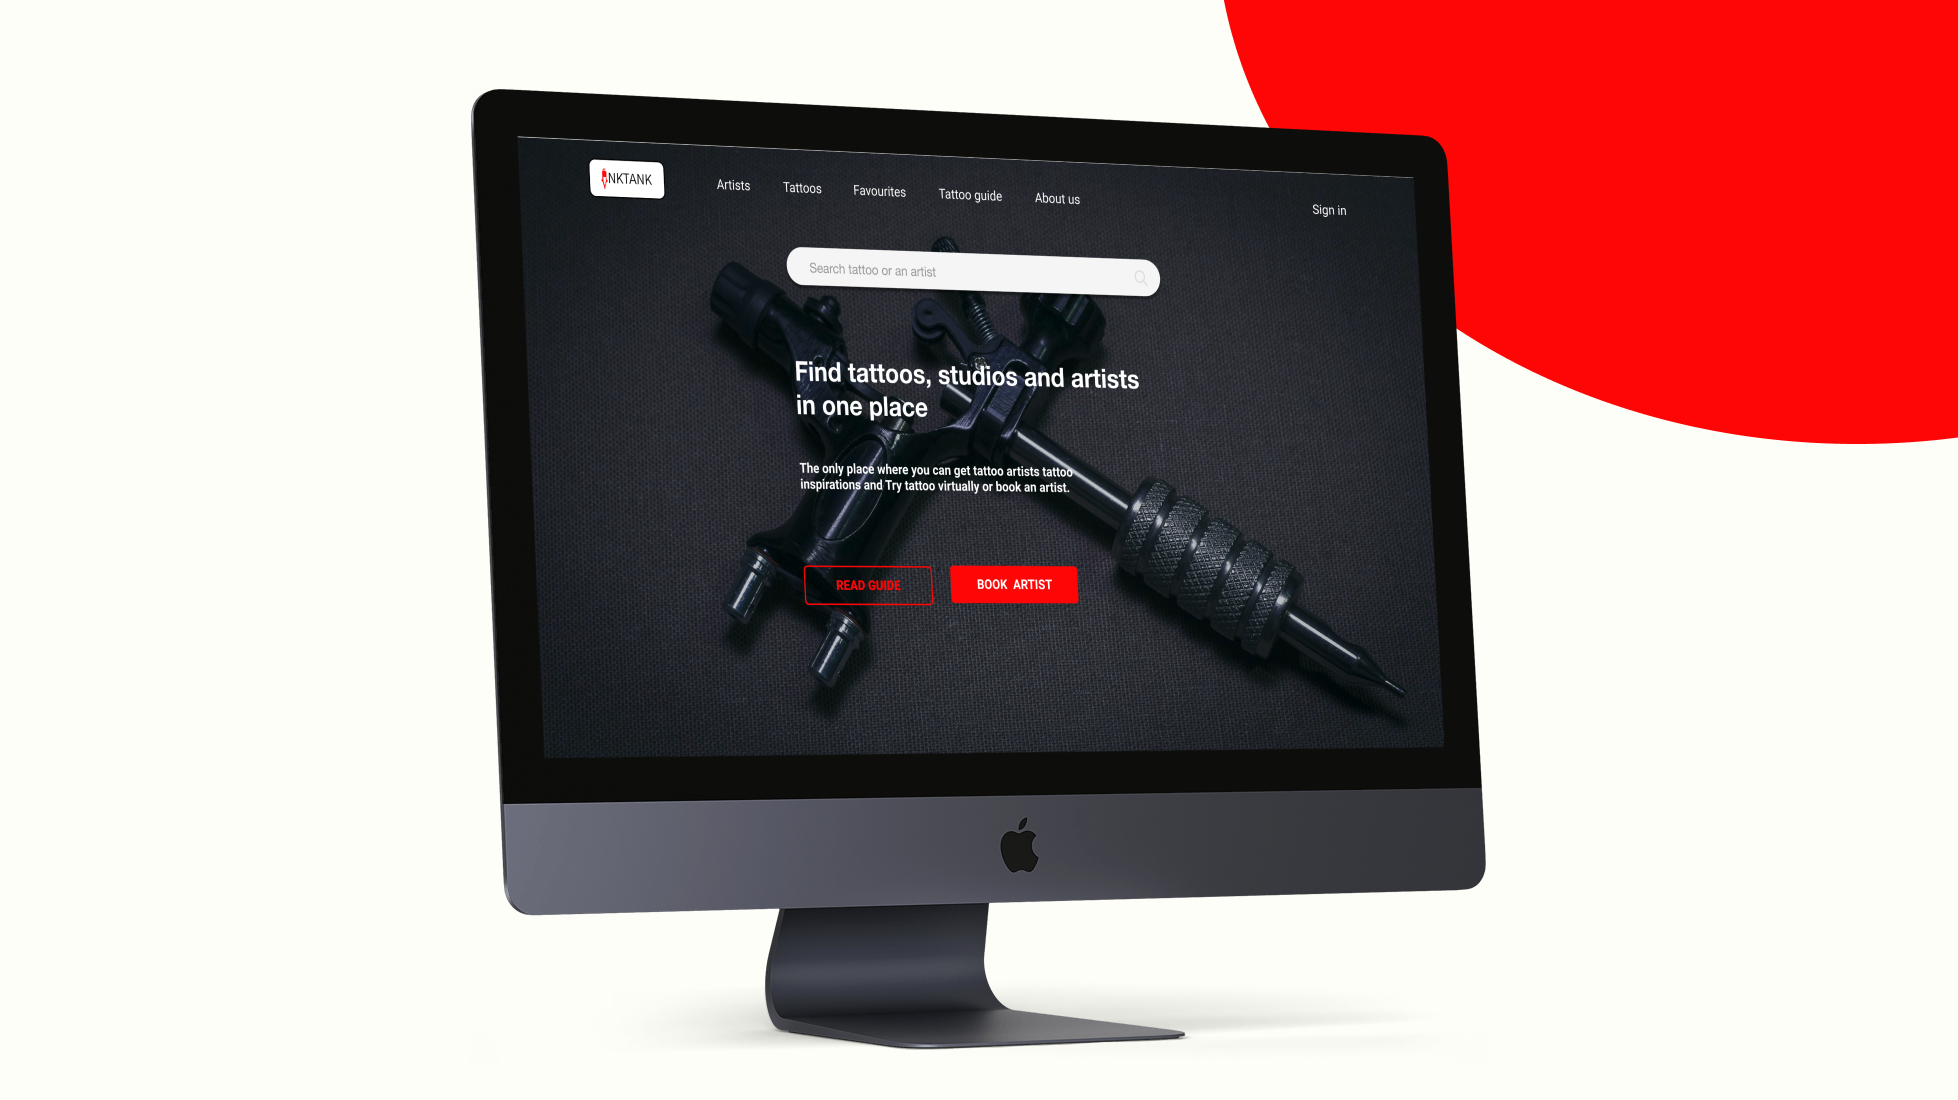 INKTANK
Artists
Tattoos
Favourites
Tattoo guide
About us
Sign in
Search tattoo or an artist
Find tattoos, studios and artists
in one place
The only place where you can get tattoo artists tattoo
inspirations and Try tattoo virtually or book an artist.
READ GUIDE
BOOK ARTIST